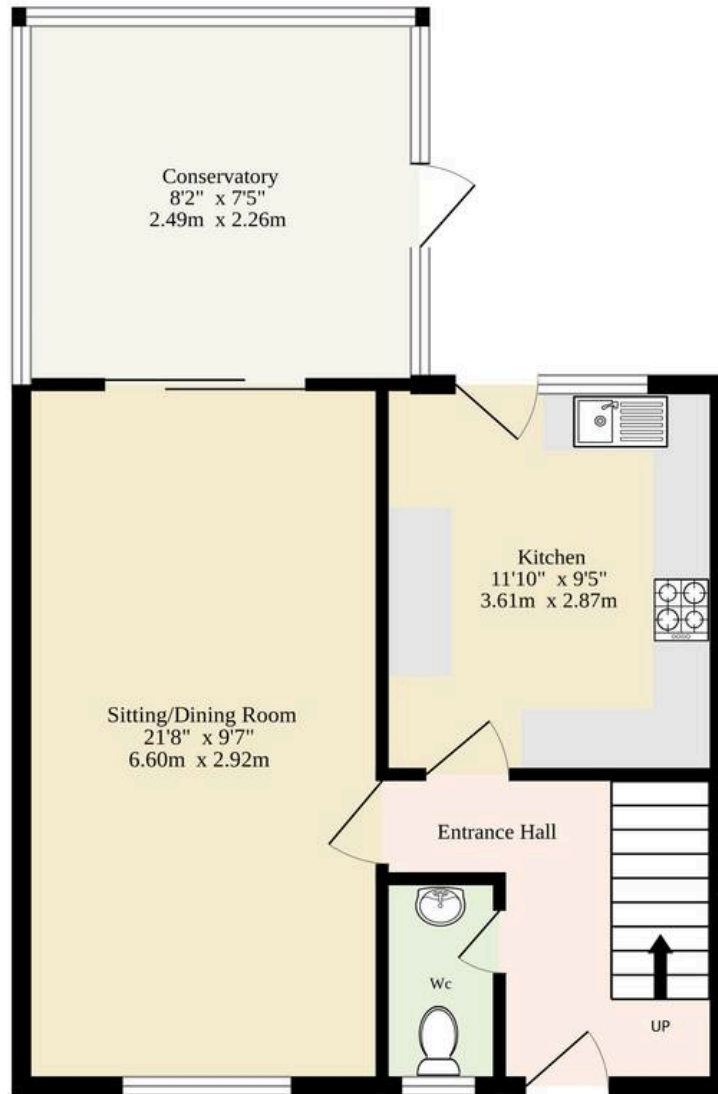 Conservatory
8'2" x 7'5"
2.49m x 2.26m
Kitchen
11'10" x 9'5"
3.61m x 2.87m
Sitting/Dining Room
21'8" x 9'7"
6.60m x 2.92m
Entrance Hall
Wc
UP